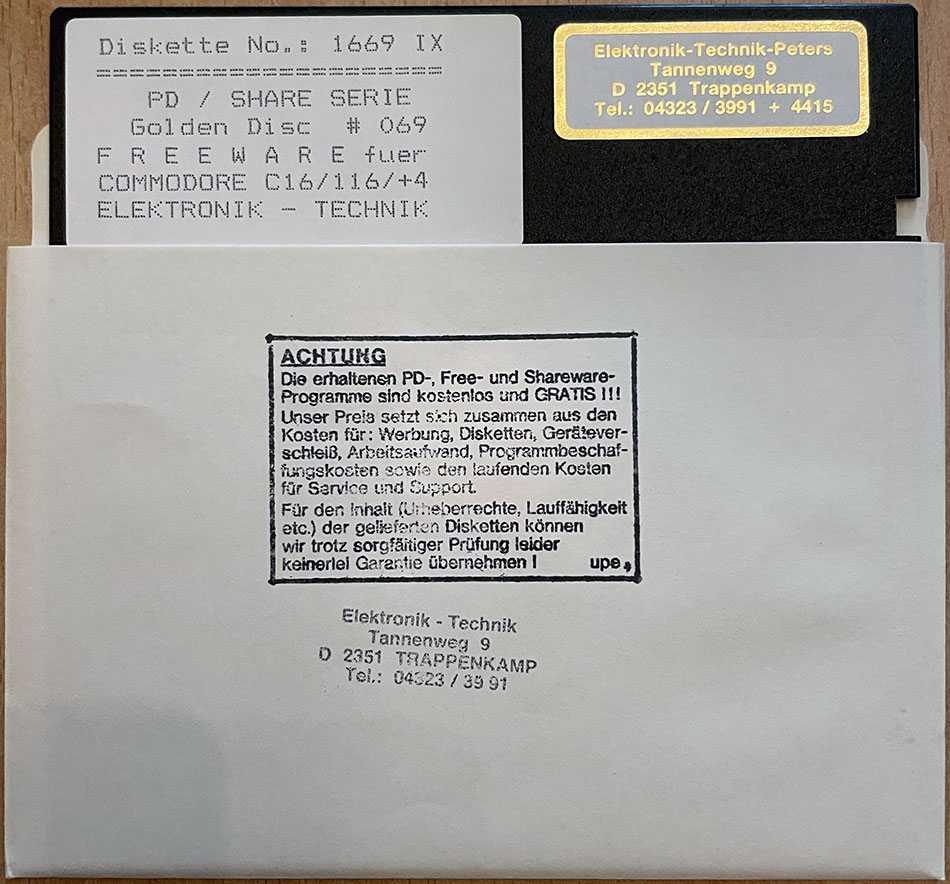 Diskette No.: 1669 IX
====================
PD / SHARE SERIE
Golden Disc # 069
F R E E W A R E fuer
COMMODORE C16/116/+4
ELEKTRONIK - TECHNIK
Elektronik-Technik-Peters
Tannenweg 9
D 2351 Trappenkamp
Tel.: 04323 / 3991 + 4415
ACHTUNG
Die erhaltenen PD-, Free- und Shareware-
Programme sind kostenlos und GRATIS !!!
Unser Preis setzt sich zusammen aus den
Kosten für: Werbung, Disketten, Gerätever-
schleiß, Arbeitsaufwand, Programmbeschaf-
fungskosten sowie den laufenden Kosten
für Service und Support.
Für den Inhalt (Urheberrechte, Lauffähigkeit
etc.) der gelieferten Disketten können
wir trotz sorgfältiger Prüfung leider
keinerlei Garantie übernehmen ! upe.
Elektronik - Technik
Tannenweg 9
D 2351 TRAPPENKAMP
Tel.: 04323 / 39 91